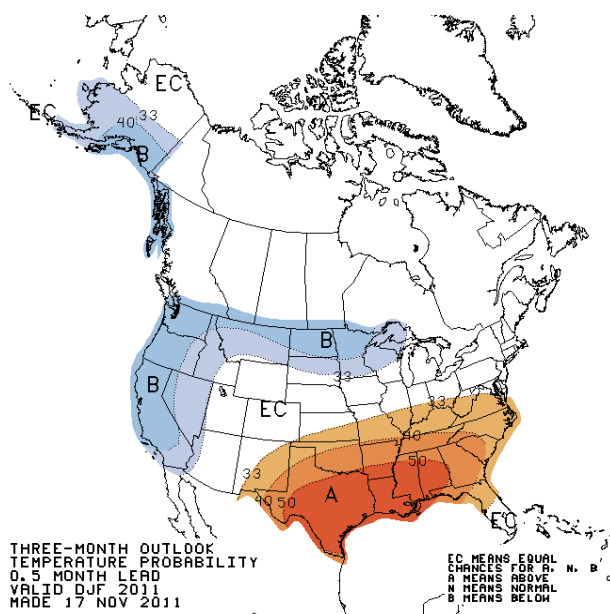 EC
EC
33
40
B
B
33
B
EC
33
40
50
33
A
40 50
EC
THREE-MONTH OUTLOOK
TEMPERATURE PROBABILITY
0.5 MONTH LEAD
VALID DJF 2011
MADE 17 NOV 2011
EC MEANS EQUAL
CHANCES FOR A, N, B
A MEANS ABOVE
N MEANS NORMAL
B MEANS BELOW